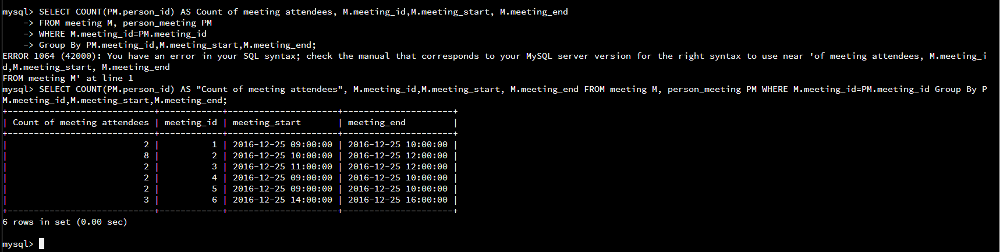 mysql> SELECT COUNT(PM.person_id) AS Count of meeting attendees, M.meeting_id,M.meeting_start, M.meeting_end
    -> FROM meeting M, person_meeting PM
    -> WHERE M.meeting_id=PM.meeting_id
    -> Group By PM.meeting_id,M.meeting_start,M.meeting_end;
ERROR 1064 (42000): You have an error in your SQL syntax; check the manual that corresponds to your MySQL server version for the right syntax to use near 'of meeting attendees, M.meeting_i
d,M.meeting_start, M.meeting_end
FROM meeting M' at line 1
mysql> SELECT COUNT(PM.person_id) AS "Count of meeting attendees", M.meeting_id,M.meeting_start, M.meeting_end FROM meeting M, person_meeting PM WHERE M.meeting_id=PM.meeting_id Group By P
M.meeting_id,M.meeting_start,M.meeting_end;
+----------------------------+------------+---------------------+---------------------+
| Count of meeting attendees | meeting_id | meeting_start       | meeting_end         |
+----------------------------+------------+---------------------+---------------------+
|                          2 |          1 | 2016-12-25 09:00:00 | 2016-12-25 10:00:00 |
|                          8 |          2 | 2016-12-25 10:00:00 | 2016-12-25 12:00:00 |
|                          2 |          3 | 2016-12-25 11:00:00 | 2016-12-25 12:00:00 |
|                          2 |          4 | 2016-12-25 09:00:00 | 2016-12-25 10:00:00 |
|                          2 |          5 | 2016-12-25 09:00:00 | 2016-12-25 10:00:00 |
|                          3 |          6 | 2016-12-25 14:00:00 | 2016-12-25 16:00:00 |
+----------------------------+------------+---------------------+---------------------+
6 rows in set (0.00 sec)
mysql>